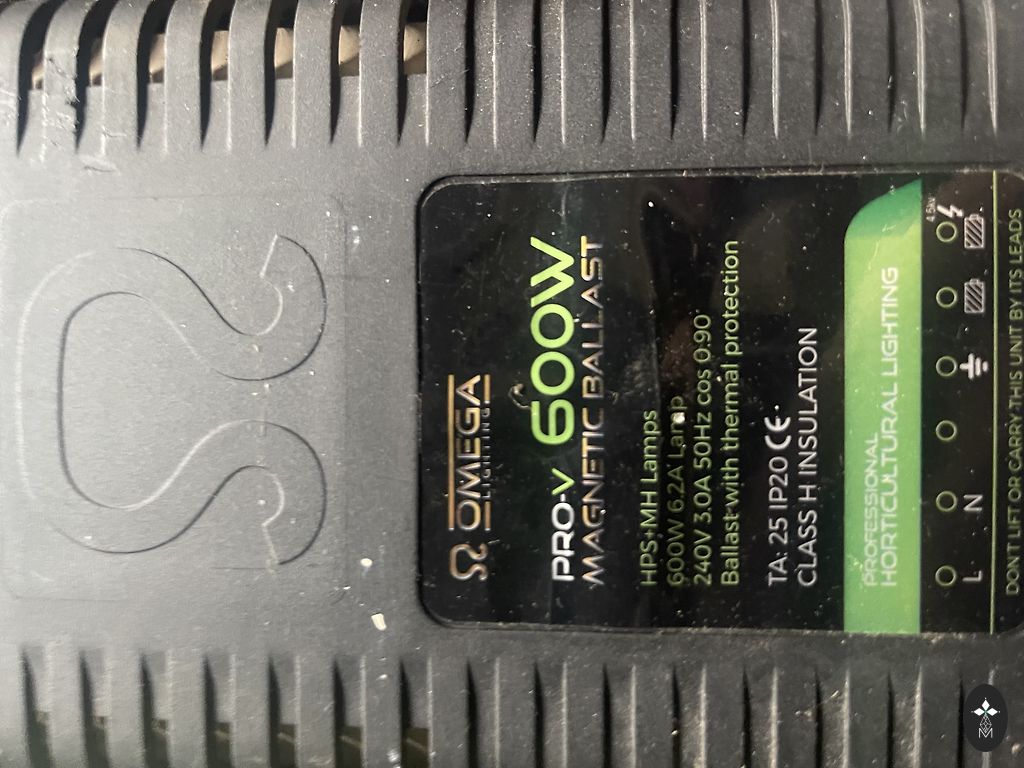 Ω OMEGA
LIGHTING
PRO-V 600W
MAGNETIC BALLAST
HPS+MH Lamps
600W 6.2A Lamp
240V 3.0A 50Hz cos 0.90
Ballast with thermal protection
TA: 25 IP20 CE
CLASS H INSULATION
PROFESSIONAL
HORTICULTURAL LIGHTING
L N
DON'T LIFT OR CARRY THIS UNIT BY ITS LEADS